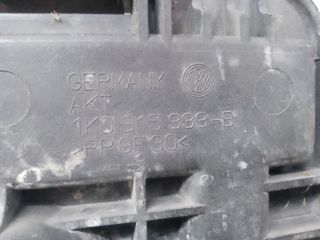 GERMANY
AKT
1K0 915 333-B
>PP GF30<